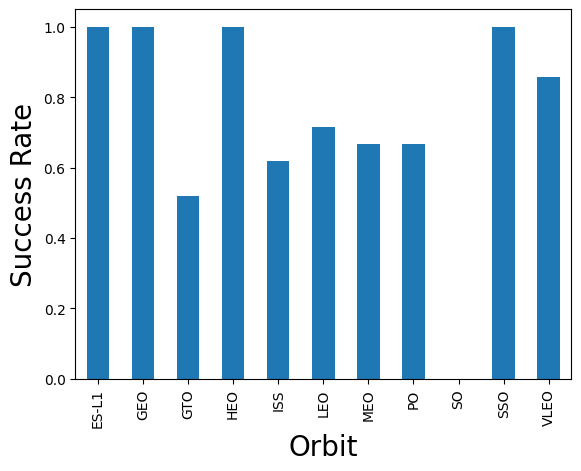 1.0
0.8
0.6
0.4
0.2
0.0
Success Rate
ES-L1
GEO
GTO
HEO
ISS
LEO
MEO
PO
SO
SSO
VLEO
Orbit